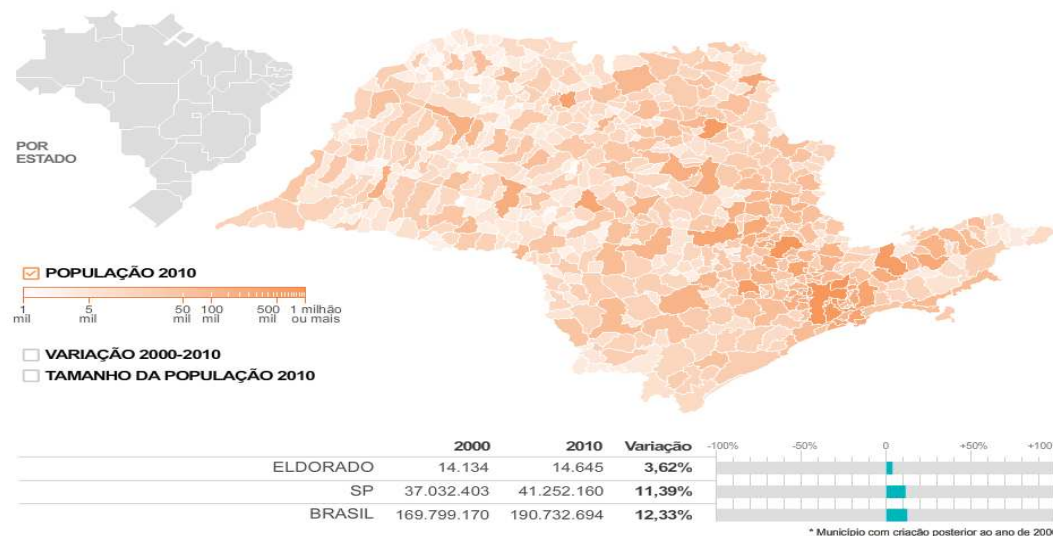 POR
ESTADO
POPULAÇÃO 2010
1 mil 5 mil 50 mil 100 mil 500 mil 1 milhão ou mais
VARIAÇÃO 2000-2010
TAMANHO DA POPULAÇÃO 2010
2000 2010 Variação -100% -50% 0 +50% +100%
ELDORADO 14.134 14.645 3,62%
SP 37.032.403 41.252.160 11,39%
BRASIL 169.799.170 190.732.694 12,33%
* Município com criação posterior ao ano de 2000